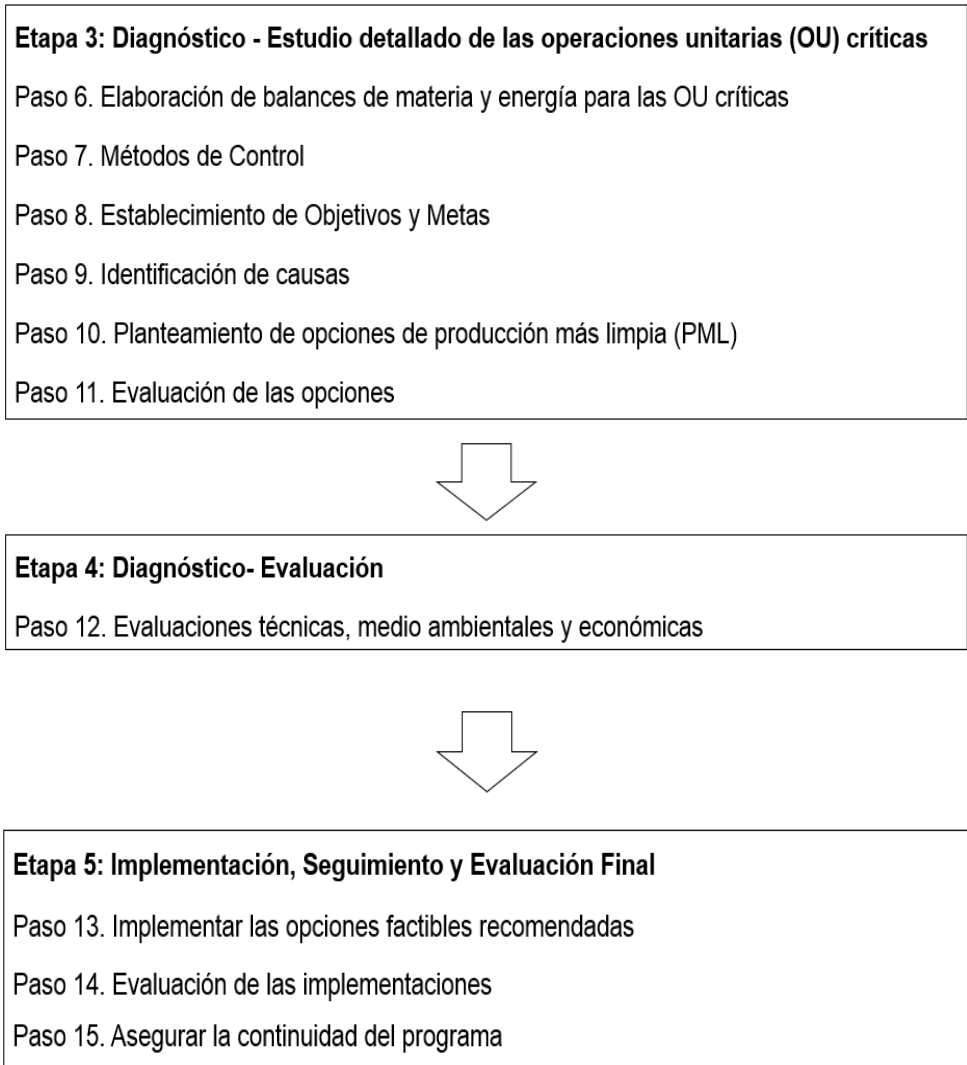 Etapa 3: Diagnóstico - Estudio detallado de las operaciones unitarias (OU) críticas
Paso 6. Elaboración de balances de materia y energía para las OU críticas
Paso 7. Métodos de Control
Paso 8. Establecimiento de Objetivos y Metas
Paso 9. Identificación de causas
Paso 10. Planteamiento de opciones de producción más limpia (PML)
Paso 11. Evaluación de las opciones
Etapa 4: Diagnóstico- Evaluación
Paso 12. Evaluaciones técnicas, medio ambientales y económicas
Etapa 5: Implementación, Seguimiento y Evaluación Final
Paso 13. Implementar las opciones factibles recomendadas
Paso 14. Evaluación de las implementaciones
Paso 15. Asegurar la continuidad del programa